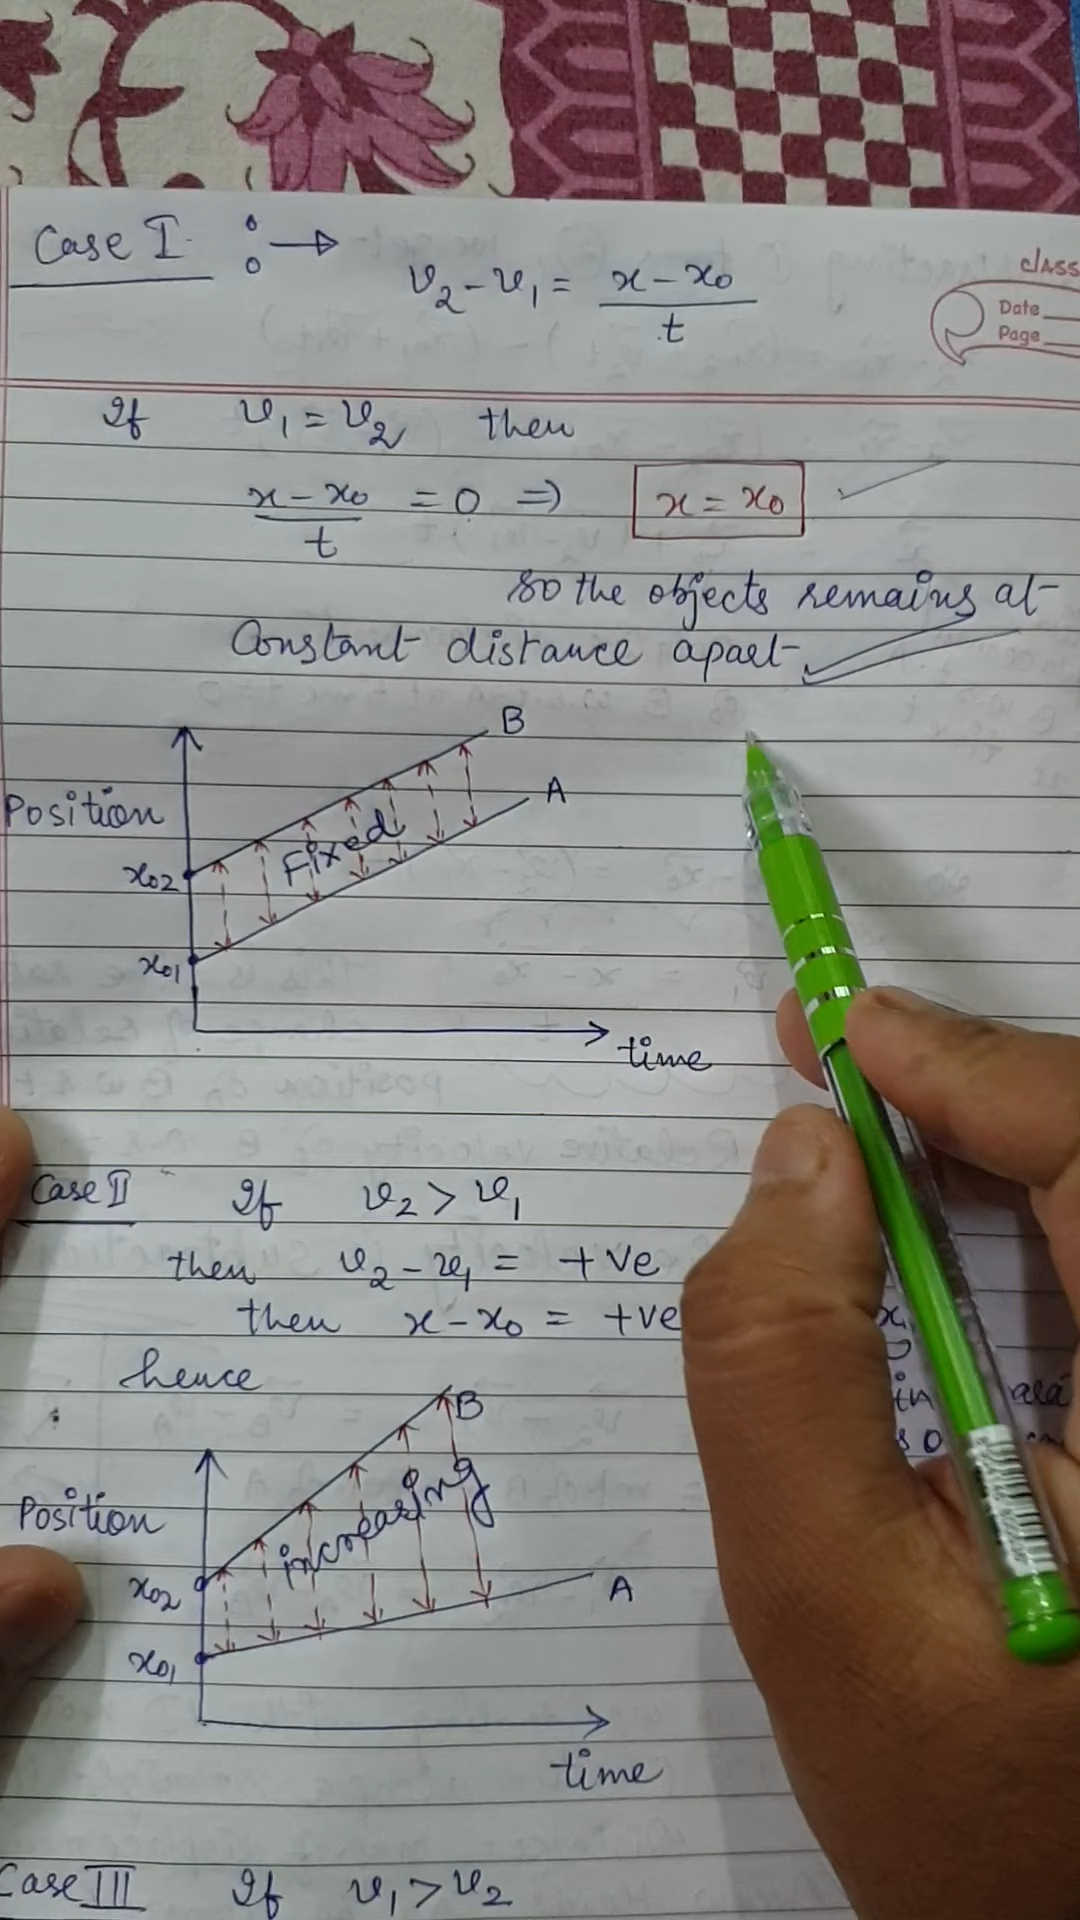 Case I :→
v₂-v₁ = x-x₀/t
clASS
Date
Page
If v₁ = v₂ then
x-x₀/t = 0 ⇒ x = x₀
so the objects remains at
Constant distance apart
B
A
Position
Fixed
x₀₂
x₀₁
time
Case II If v₂ > v₁
then v₂-v₁ = +ve
then x-x₀ = +ve
hence
B
Position
increasing
x₀₂
A
x₀₁
time
Case III If v₁ > v₂